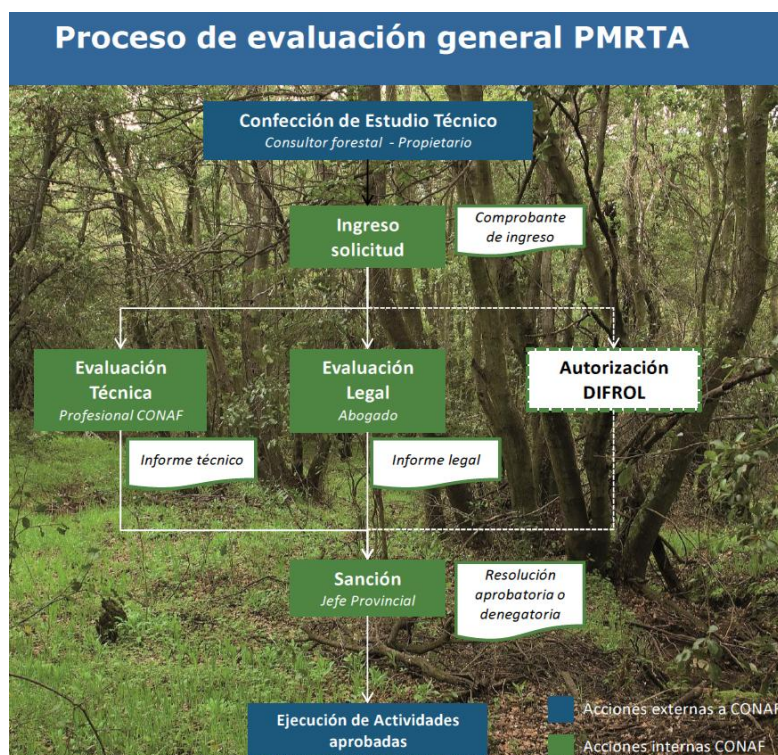 Proceso de evaluación general PMRTA
Confección de Estudio Técnico
Consultor forestal - Propietario
Ingreso
solicitud
Comprobante
de ingreso
Evaluación
Técnica
Profesional CONAF
Evaluación
Legal
Abogado
Autorización
DIFROL
Informe técnico
Informe legal
Sanción
Jefe Provincial
Resolución
aprobatoria o
denegatoria
Ejecución de Actividades
aprobadas
Acciones externas a CONAF
Acciones internas CONAF